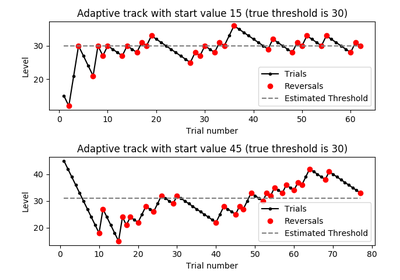 Adaptive track with start value 15 (true threshold is 30)
Level
30
20
Trials
Reversals
Estimated Threshold
0 10 20 30 40 50 60
Trial number
Adaptive track with start value 45 (true threshold is 30)
Level
40
30
20
Trials
Reversals
Estimated Threshold
0 10 20 30 40 50 60 70 80
Trial number